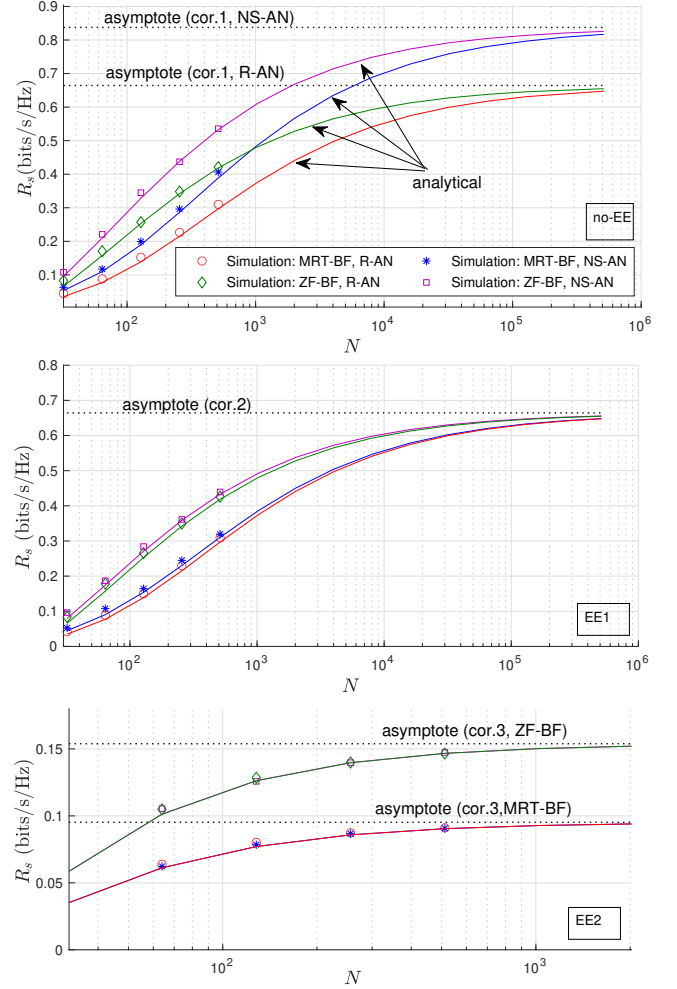 0.9
asymptote (cor.1, NS-AN)
0.8
asymptote (cor.1, R-AN)
0.7
0.6
0.5
0.4
0.3
0.2
0.1
R_s(bits/s/Hz)
analytical
no-EE
Simulation: MRT-BF, R-AN
Simulation: MRT-BF, NS-AN
Simulation: ZF-BF, R-AN
Simulation: ZF-BF, NS-AN
10^2 10^3 10^4 10^5 10^6
N
0.8
0.7
asymptote (cor.2)
0.6
0.5
0.4
0.3
0.2
0.1
0
R_s (bits/s/Hz)
EE1
10^2 10^3 10^4 10^5 10^6
N
asymptote (cor.3, ZF-BF)
0.15
asymptote (cor.3,MRT-BF)
0.1
0.05
0
R_s (bits/s/Hz)
EE2
10^2 10^3
N